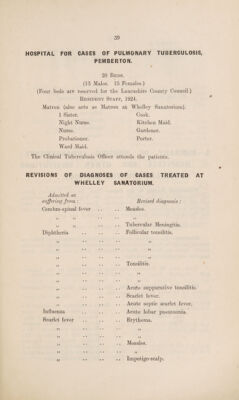 39
HOSPITAL FOR CASES OF PULMONARY TUBERCULOSIS,
PEMBERTON.
30 BEDS.
(15 Males. 15 Females.)
(Four beds are reserved for the Lancashire County Council.)
RESIDENT STAFF, 1924.
Matron (also acts as Matron at Whelley Sanatorium).
1 Sister. Cook.
Night Nurse. Kitchen Maid.
Nurse. Gardener.
Probationer. Porter.
Ward Maid.
The Clinical Tuberculosis Officer attends the patients.
REVISIONS OF DIAGNOSES OF CASES TREATED AT
WHELLEY SANATORIUM.
Admitted as
suffering from : Revised diagnosis :
Cerebro-spinal fever .. .. Measles.
„ „ .. .. „
„ „ .. .. Tubercular Meningitis.
Diphtheria .. .. .. Follicular tonsilitis.
„ .. .. .. „
„ .. .. .. „
„ .. .. .. Tonsilitis.
„ .. .. .. „
„ .. .. .. „
„ .. .. .. Acute suppurative tonsilitis.
„ .. .. .. Scarlet fever.
„ .. .. .. Acute septic scarlet fever.
Influenza .. .. .. Acute lobar pneumonia.
Scarlet fever .. .. .. Erythema.
„ .. .. .. „
„ .. .. .. „
„ .. .. .. Measles.
„ .. .. .. „
„ .. .. .. Impetigo-scalp.